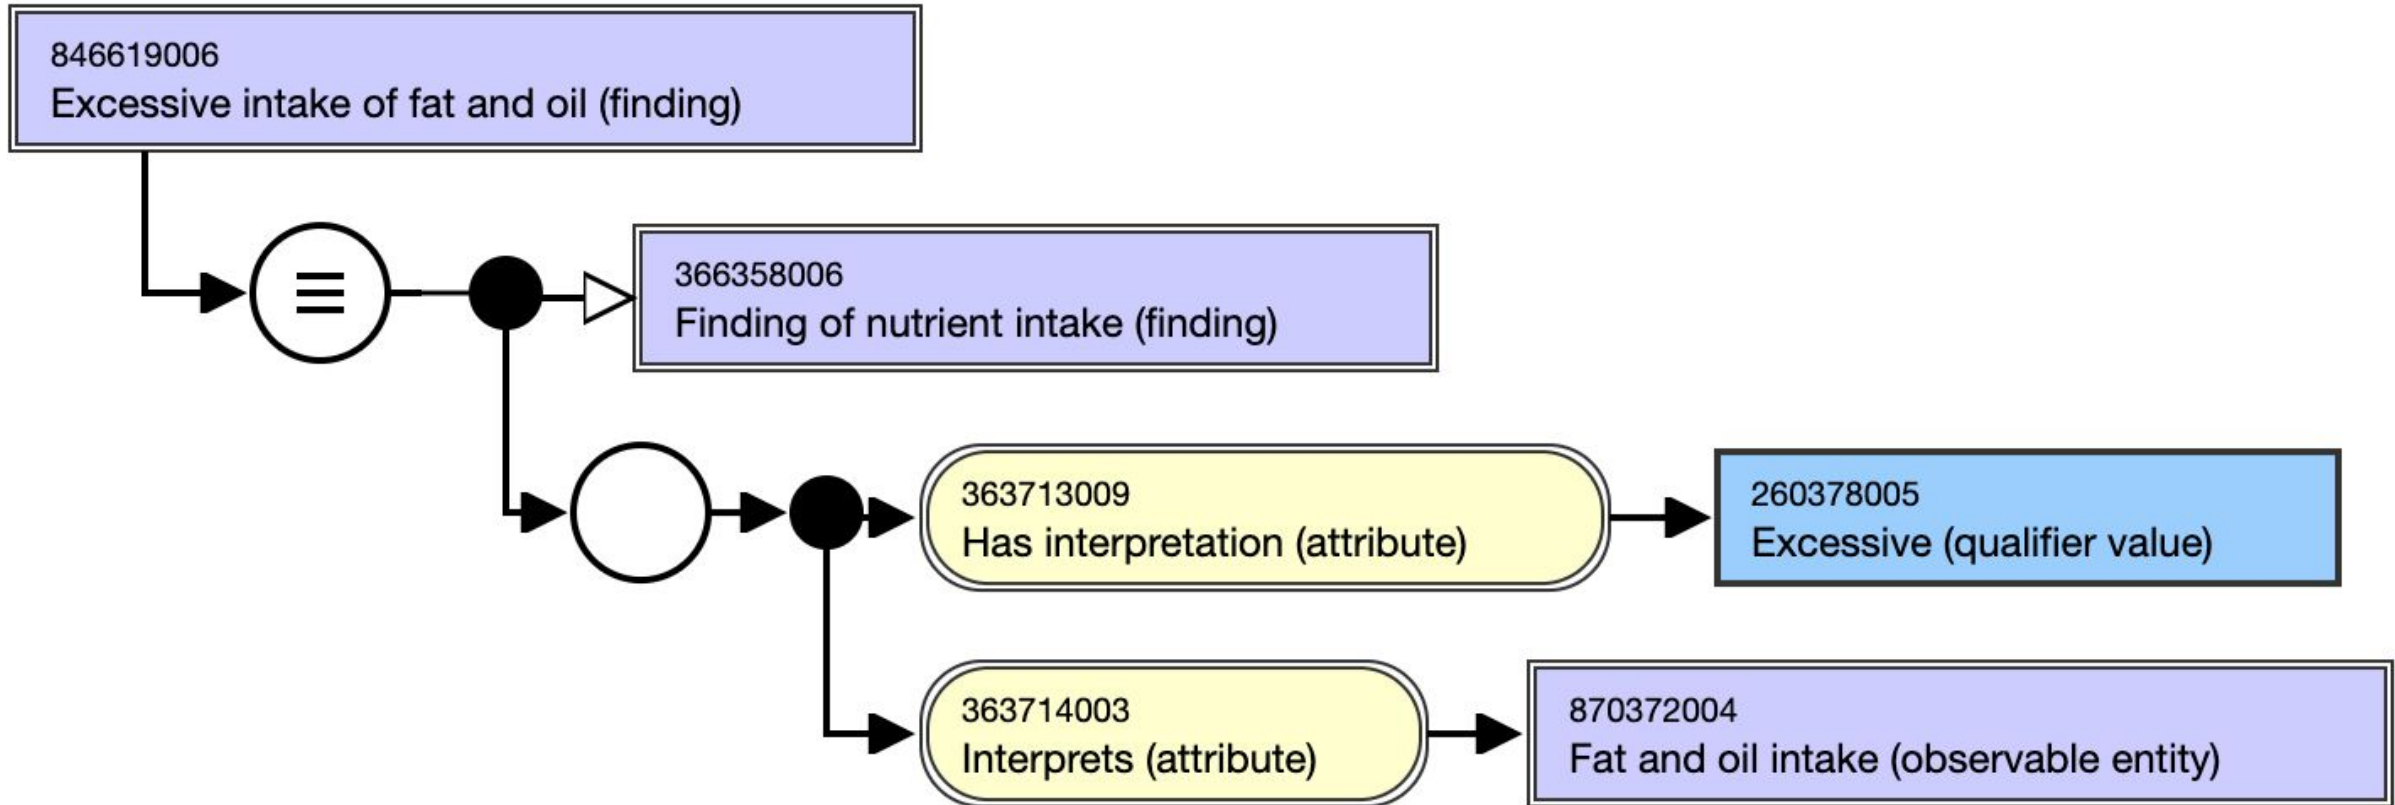 846619006
Excessive intake of fat and oil (finding)
366358006
Finding of nutrient intake (finding)
363713009
Has interpretation (attribute)
260378005
Excessive (qualifier value)
363714003
Interprets (attribute)
870372004
Fat and oil intake (observable entity)